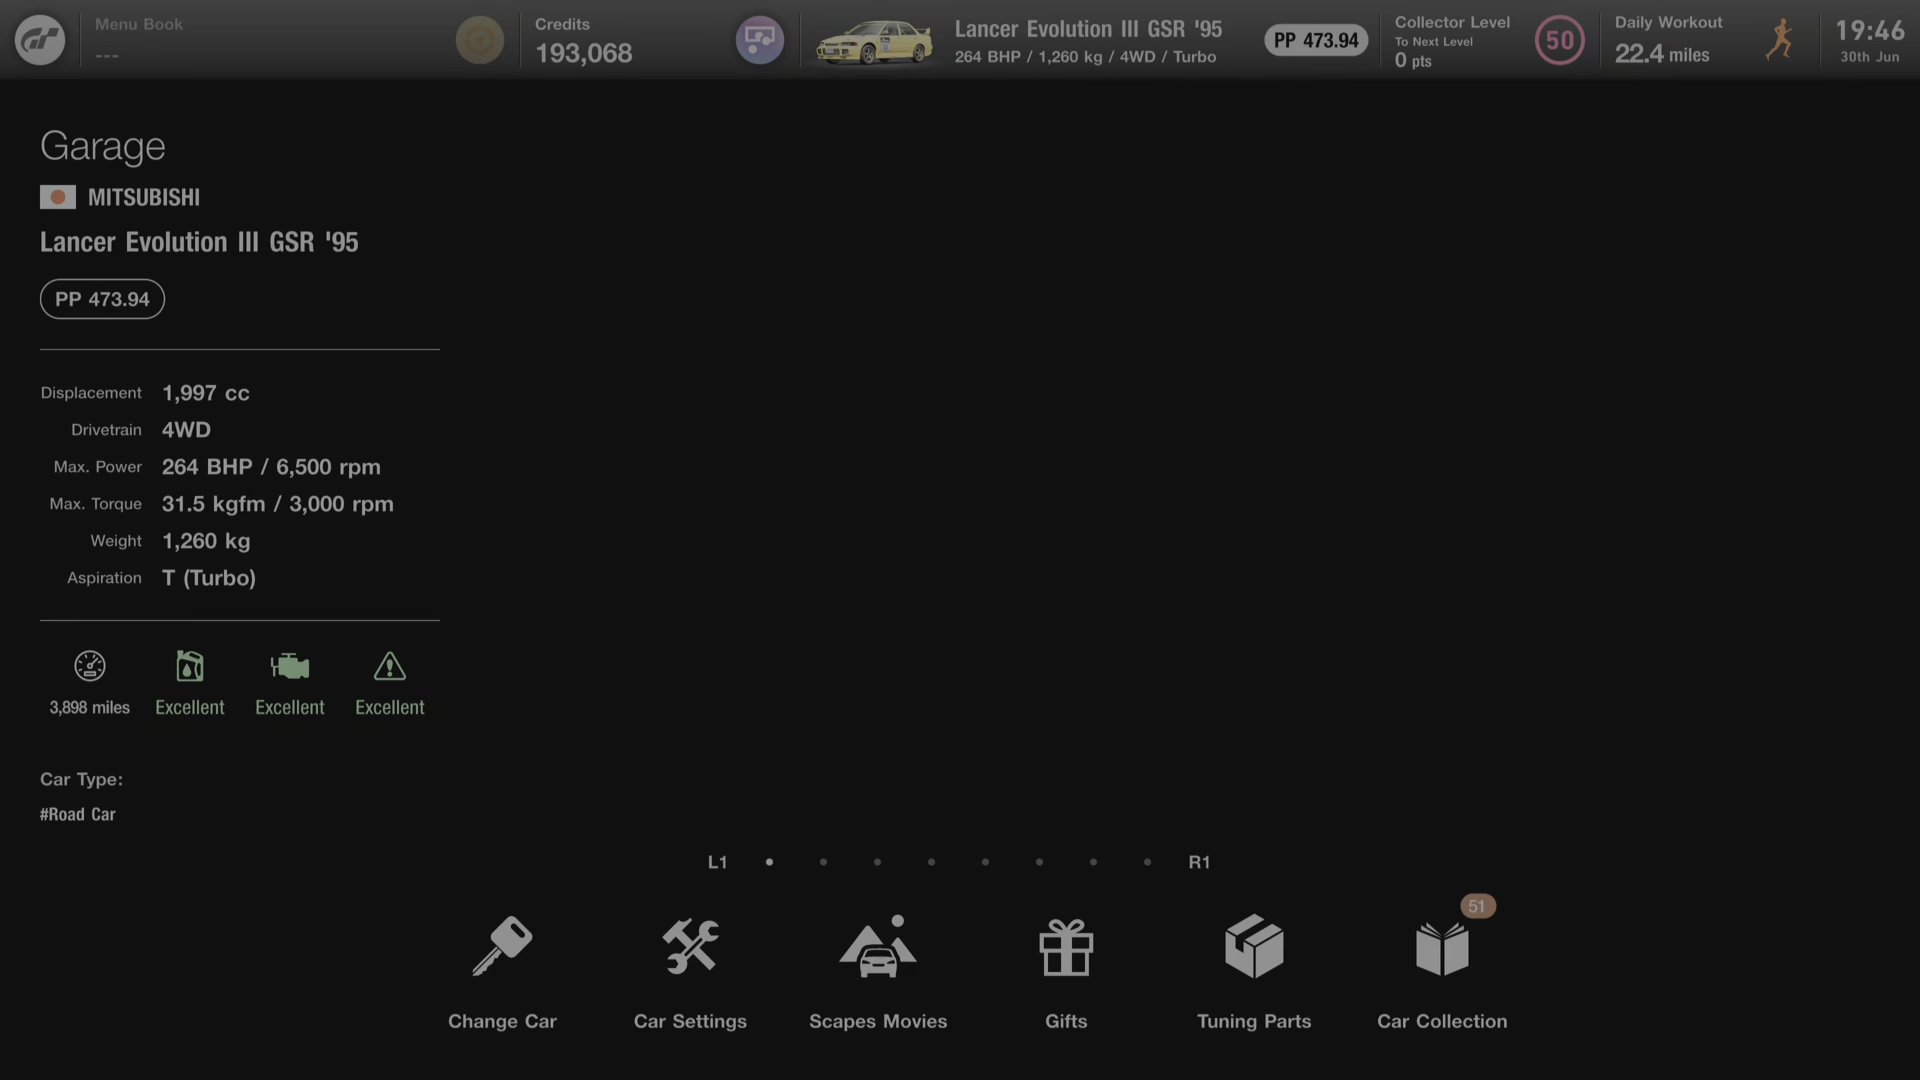 Menu Book
---
Credits
193,068
Lancer Evolution III GSR '95
264 BHP / 1,260 kg / 4WD / Turbo
PP 473.94
Collector Level
To Next Level
0 pts
50
Daily Workout
22.4 miles
19:46
30th Jun
Garage
MITSUBISHI
Lancer Evolution III GSR '95
PP 473.94
Displacement 1,997 cc
Drivetrain 4WD
Max. Power 264 BHP / 6,500 rpm
Max. Torque 31.5 kgfm / 3,000 rpm
Weight 1,260 kg
Aspiration T (Turbo)
3,898 miles Excellent Excellent Excellent
Car Type:
#Road Car
L1 R1
51
Change Car Car Settings Scapes Movies Gifts Tuning Parts Car Collection